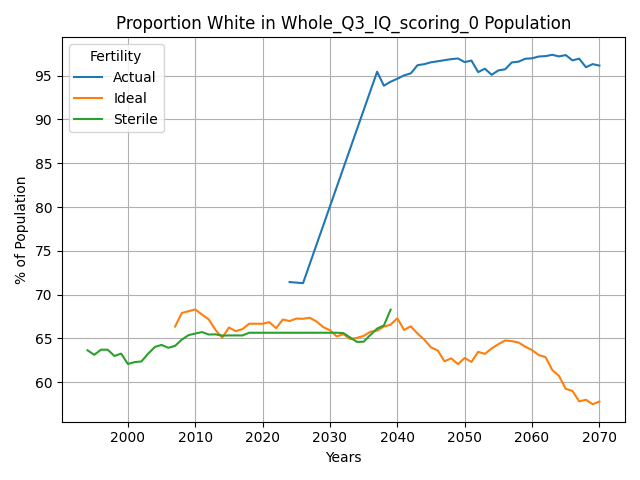 Proportion White in Whole_Q3_IQ_scoring_0 Population
Fertility
Actual
Ideal
Sterile
% of Population
95
90
85
80
75
70
65
60
2000
2010
2020
2030
2040
2050
2060
2070
Years